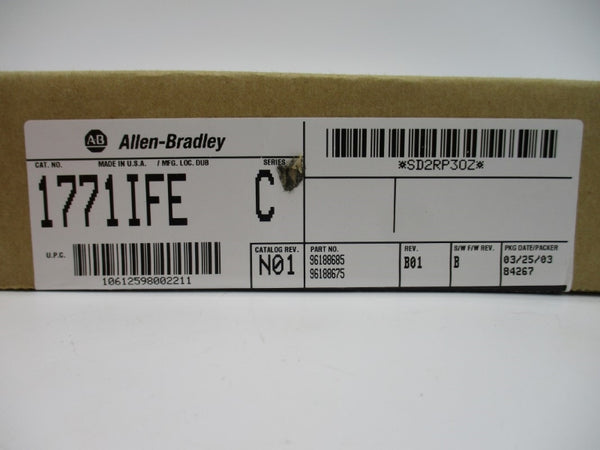 AB Allen-Bradley
CAT. NO. MADE IN U.S.A. / MFG. LOC. DUB SERIES
1771IFE C
U.P.C.
10612598002211
*SD2RP3OZ*
CATALOG REV.
N01
PART NO.
96188685
96188675
REV.
B01
S/W F/W REV.
B
PKG DATE/PACKER
03/25/03
84267